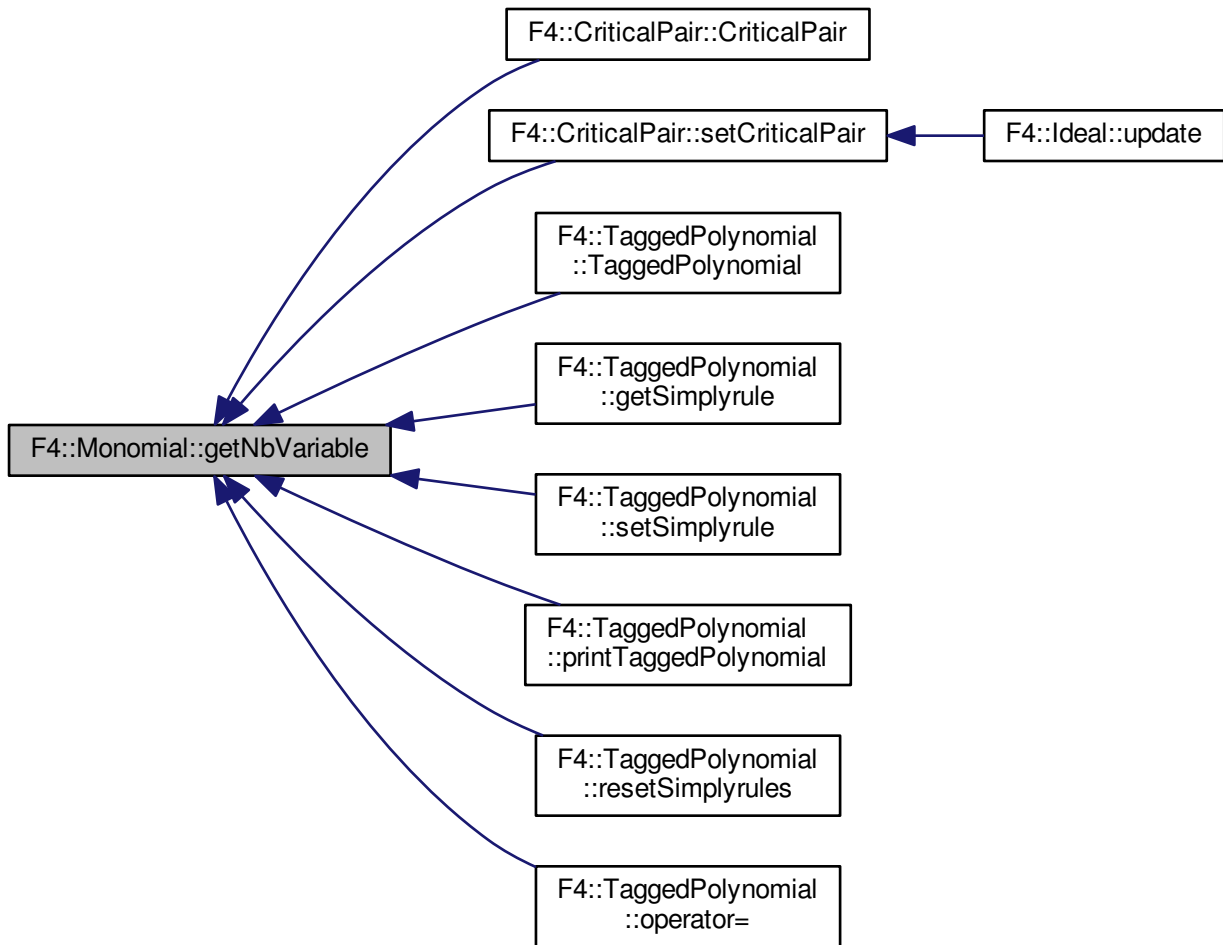 F4::CriticalPair::CriticalPair
F4::CriticalPair::setCriticalPair
F4::Ideal::update
F4::TaggedPolynomial
::TaggedPolynomial
F4::TaggedPolynomial
::getSimplyrule
F4::Monomial::getNbVariable
F4::TaggedPolynomial
::setSimplyrule
F4::TaggedPolynomial
::printTaggedPolynomial
F4::TaggedPolynomial
::resetSimplyrules
F4::TaggedPolynomial
::operator=